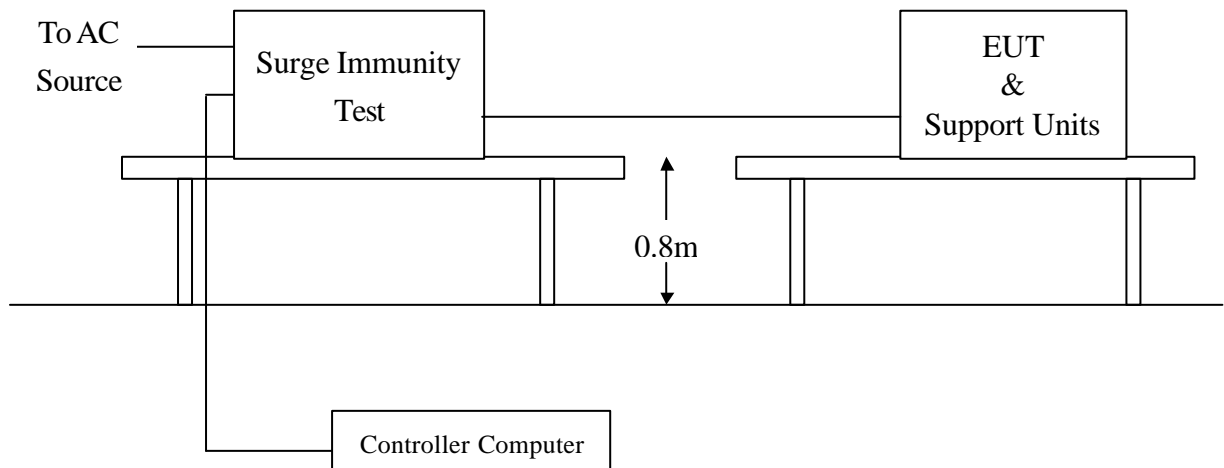 To AC
Source
Surge Immunity
Test
EUT
&
Support Units
0.8m
Controller Computer